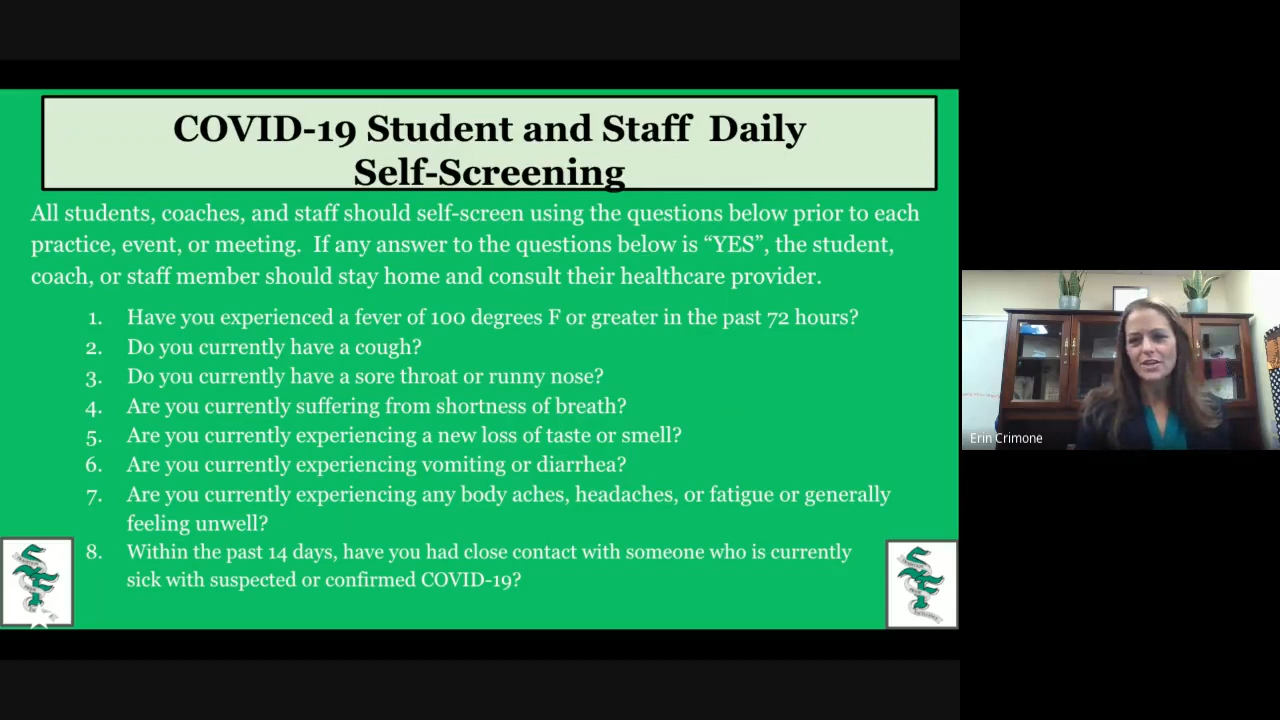 COVID-19 Student and Staff  Daily
Self-Screening
All students, coaches, and staff should self-screen using the questions below prior to each
practice, event, or meeting.  If any answer to the questions below is “YES”, the student,
coach, or staff member should stay home and consult their healthcare provider.
1. Have you experienced a fever of 100 degrees F or greater in the past 72 hours?
2. Do you currently have a cough?
3. Do you currently have a sore throat or runny nose?
4. Are you currently suffering from shortness of breath?
5. Are you currently experiencing a new loss of taste or smell?
6. Are you currently experiencing vomiting or diarrhea?
7. Are you currently experiencing any body aches, headaches, or fatigue or generally
feeling unwell?
8. Within the past 14 days, have you had close contact with someone who is currently
sick with suspected or confirmed COVID-19?
Erin Crimone